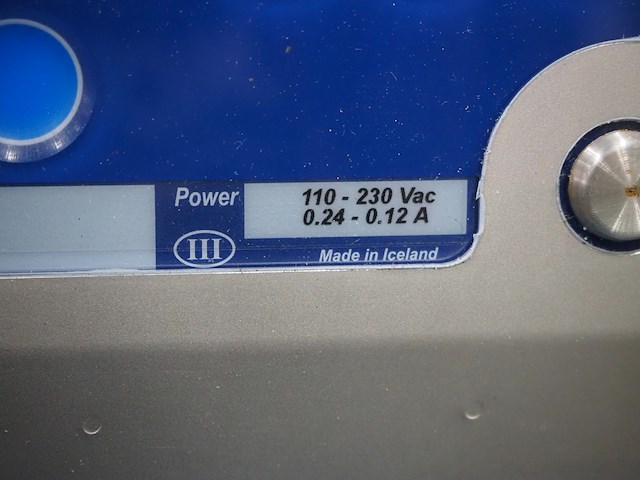 Power
110 - 230 Vac
0.24 - 0.12 A
III
Made in Iceland